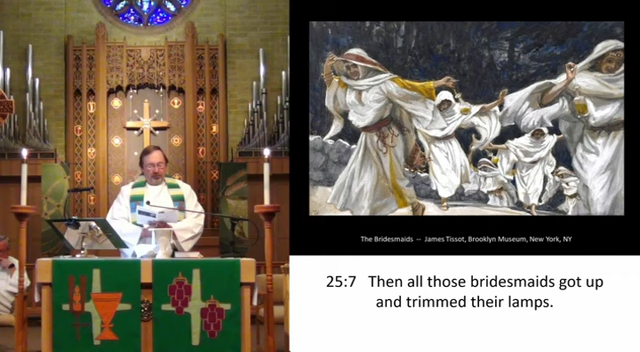 The Bridesmaids – James Tissot, Brooklyn Museum, New York, NY
25:7 Then all those bridesmaids got up
and trimmed their lamps.